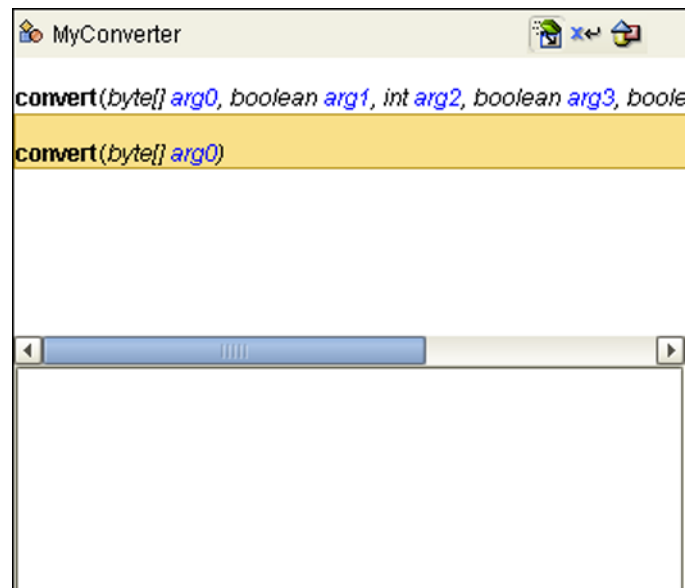 MyConverter
convert(byte[] arg0, boolean arg1, int arg2, boolean arg3, boole
convert(byte[] arg0)